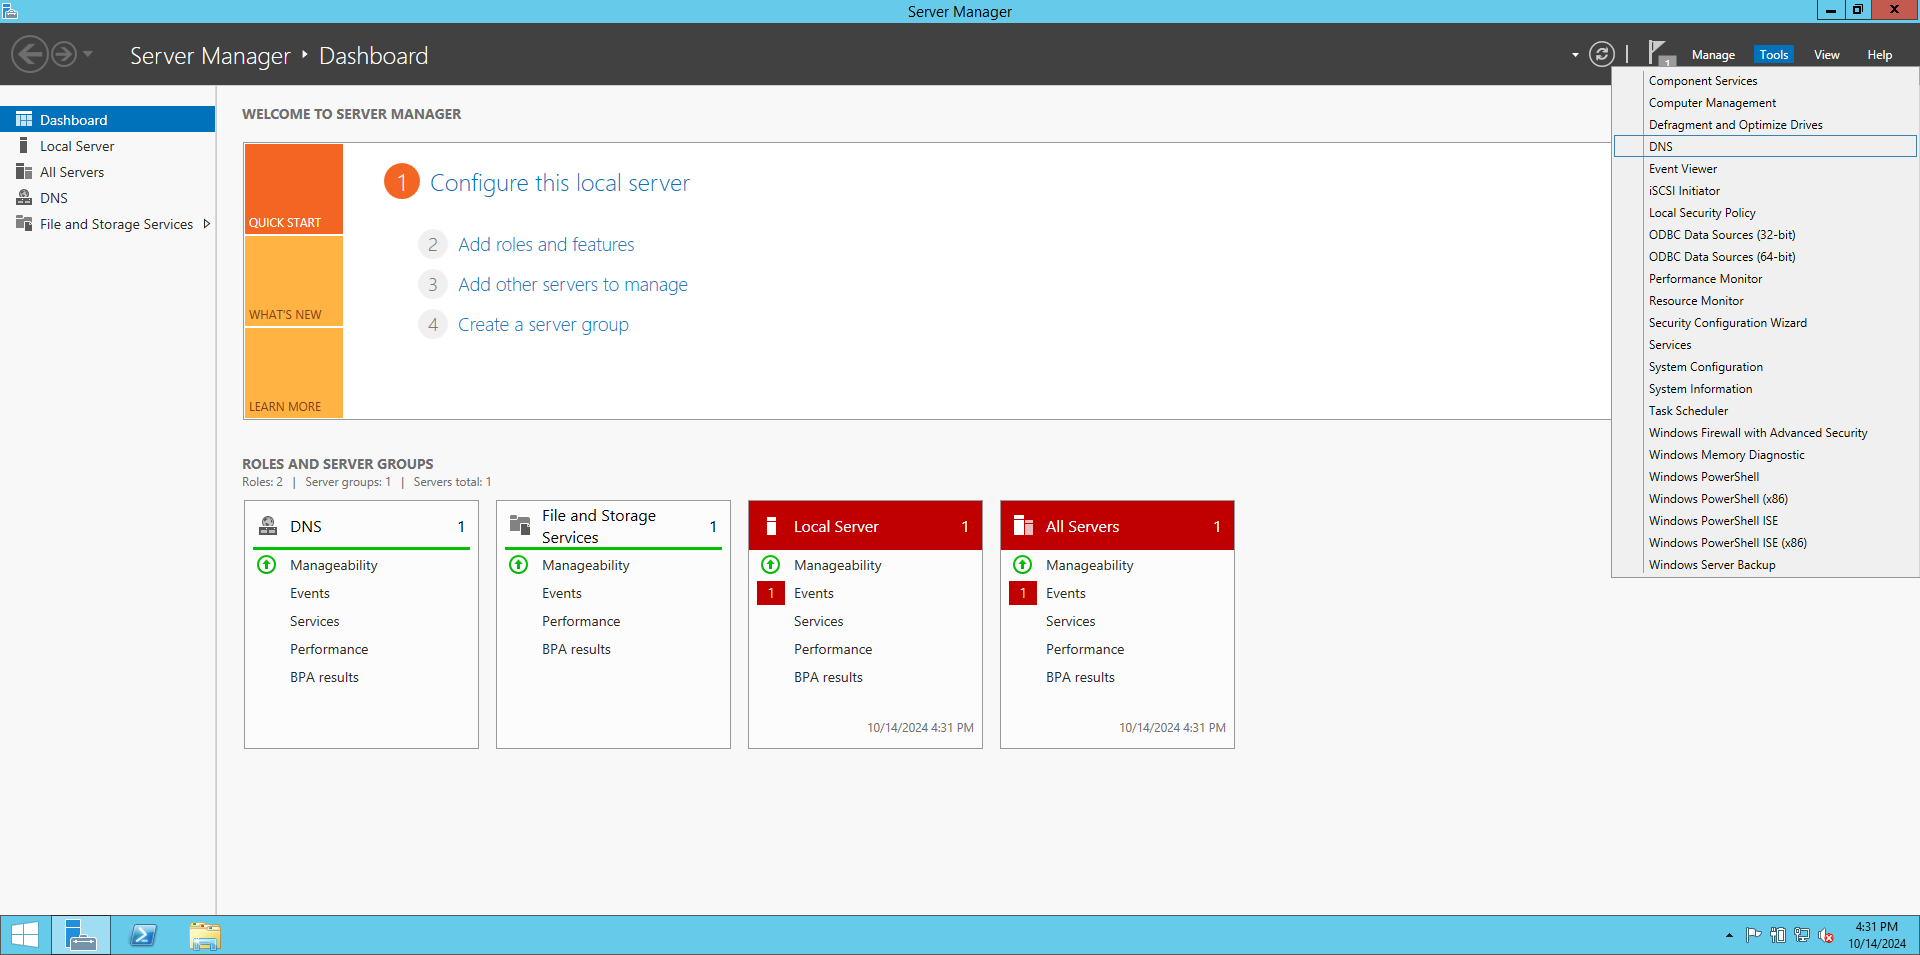 Server Manager
Server Manager ‣ Dashboard
1
Manage
Tools
View
Help
Dashboard
Local Server
All Servers
DNS
File and Storage Services
WELCOME TO SERVER MANAGER
QUICK START
WHAT'S NEW
LEARN MORE
1 Configure this local server
2 Add roles and features
3 Add other servers to manage
4 Create a server group
ROLES AND SERVER GROUPS
Roles: 2 | Server groups: 1 | Servers total: 1
DNS 1
Manageability
Events
Services
Performance
BPA results
File and Storage
Services
1
Manageability
Events
Performance
BPA results
Local Server 1
Manageability
1 Events
Services
Performance
BPA results
10/14/2024 4:31 PM
All Servers 1
Manageability
1 Events
Services
Performance
BPA results
10/14/2024 4:31 PM
Component Services
Computer Management
Defragment and Optimize Drives
DNS
Event Viewer
iSCSI Initiator
Local Security Policy
ODBC Data Sources (32-bit)
ODBC Data Sources (64-bit)
Performance Monitor
Resource Monitor
Security Configuration Wizard
Services
System Configuration
System Information
Task Scheduler
Windows Firewall with Advanced Security
Windows Memory Diagnostic
Windows PowerShell
Windows PowerShell (x86)
Windows PowerShell ISE
Windows PowerShell ISE (x86)
Windows Server Backup
4:31 PM
10/14/2024